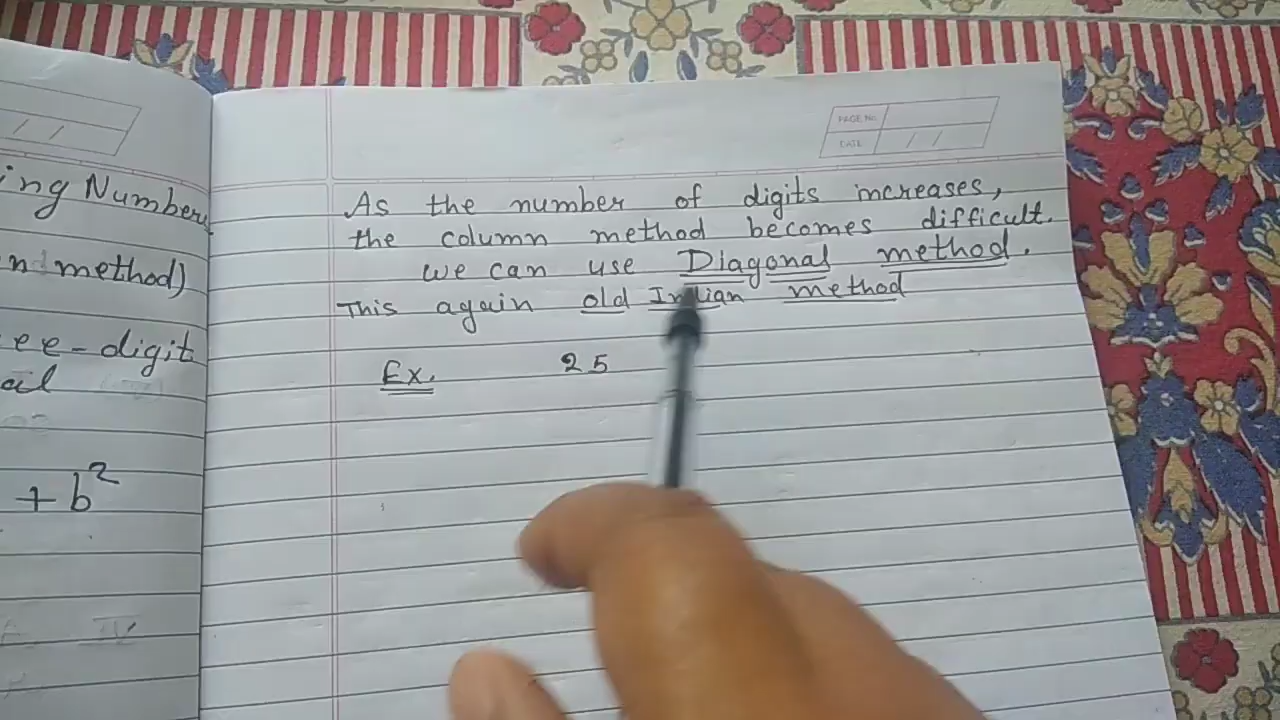 ing Number
n method)
ee-digit
al
+b²
PAGE No.
DATE
As the number of digits increases,
the column method becomes difficult.
we can use Diagonal method.
This again old Indian method
Ex. 25